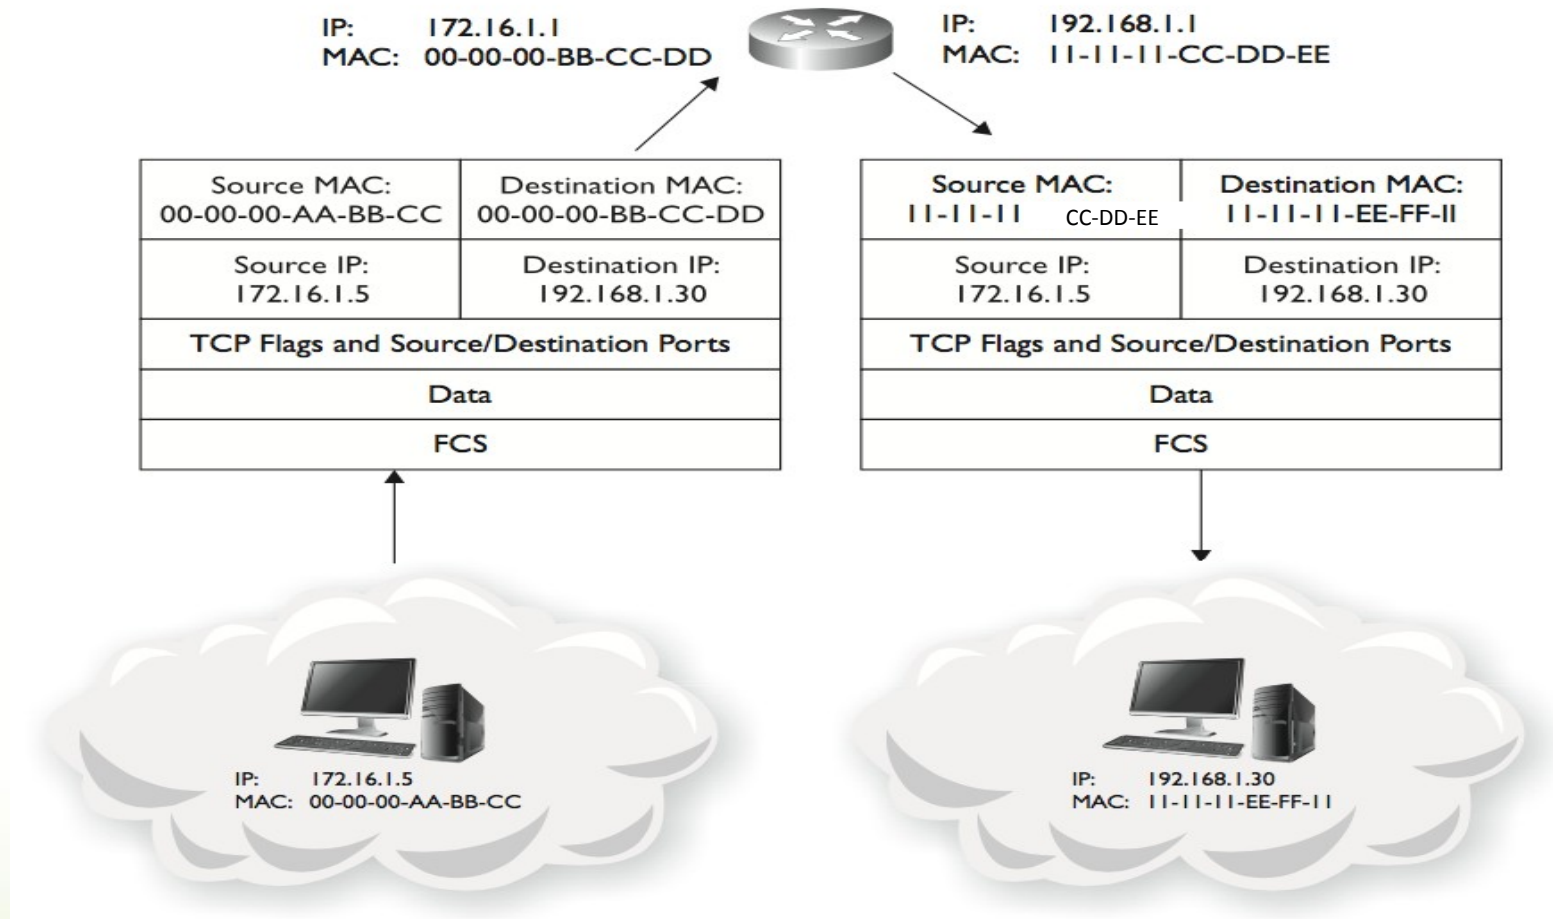 IP: 172.16.1.1
MAC: 00-00-00-BB-CC-DD
IP: 192.168.1.1
MAC: 11-11-11-CC-DD-EE
Source MAC:
00-00-00-AA-BB-CC
Destination MAC:
00-00-00-BB-CC-DD
Source IP:
172.16.1.5
Destination IP:
192.168.1.30
TCP Flags and Source/Destination Ports
Data
FCS
Source MAC:
11-11-11 CC-DD-EE
Destination MAC:
11-11-11-EE-FF-II
Source IP:
172.16.1.5
Destination IP:
192.168.1.30
TCP Flags and Source/Destination Ports
Data
FCS
IP: 172.16.1.5
MAC: 00-00-00-AA-BB-CC
IP: 192.168.1.30
MAC: 11-11-11-EE-FF-11